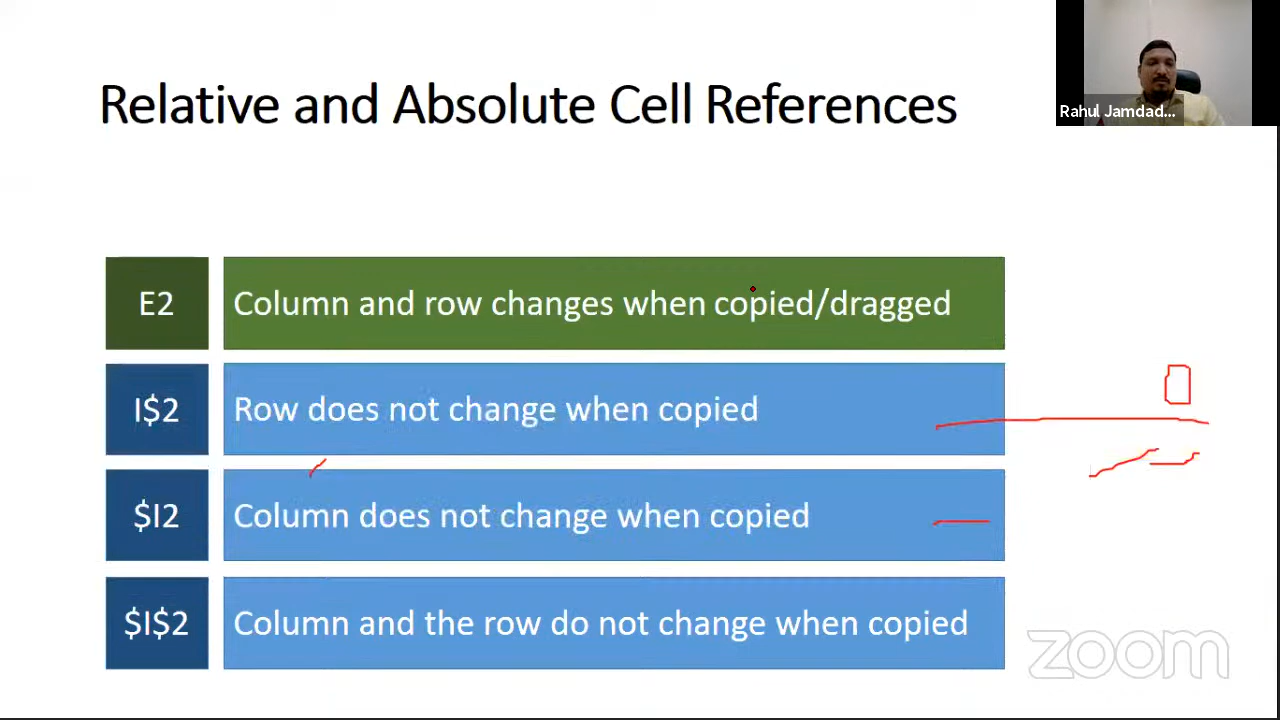 Rahul Jamdad...
Relative and Absolute Cell References
E2 Column and row changes when copied/dragged
I$2 Row does not change when copied
$I2 Column does not change when copied
$I$2 Column and the row do not change when copied
zoom